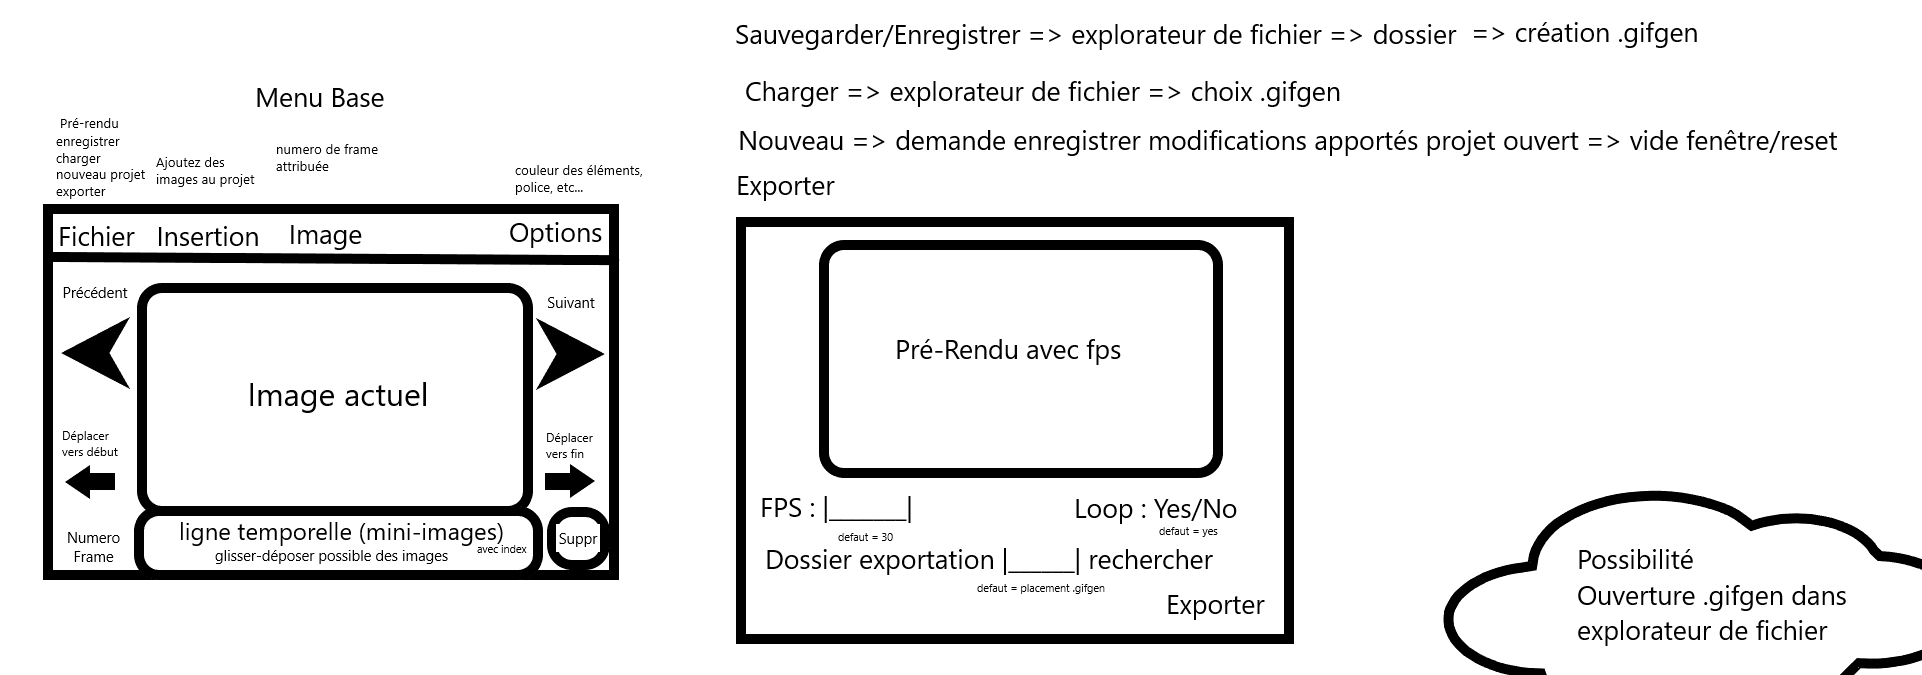 Menu Base
Pré-rendu
enregistrer
charger
nouveau projet
exporter
Ajoutez des
images au projet
numero de frame
attribuée
couleur des éléments,
police, etc...
Fichier
Insertion
Image
Options
Précédent
Suivant
Image actuel
Déplacer
vers début
Déplacer
vers fin
Numero
Frame
ligne temporelle (mini-images)
avec index
glisser-déposer possible des images
Suppr
Sauvegarder/Enregistrer => explorateur de fichier => dossier => création .gifgen
Charger => explorateur de fichier => choix .gifgen
Nouveau => demande enregistrer modifications apportés projet ouvert => vide fenêtre/reset
Exporter
Pré-Rendu avec fps
FPS : |______|
defaut = 30
Loop : Yes/No
defaut = yes
Dossier exportation |_____| rechercher
defaut = placement .gifgen
Exporter
Possibilité
Ouverture .gifgen dans
explorateur de fichier